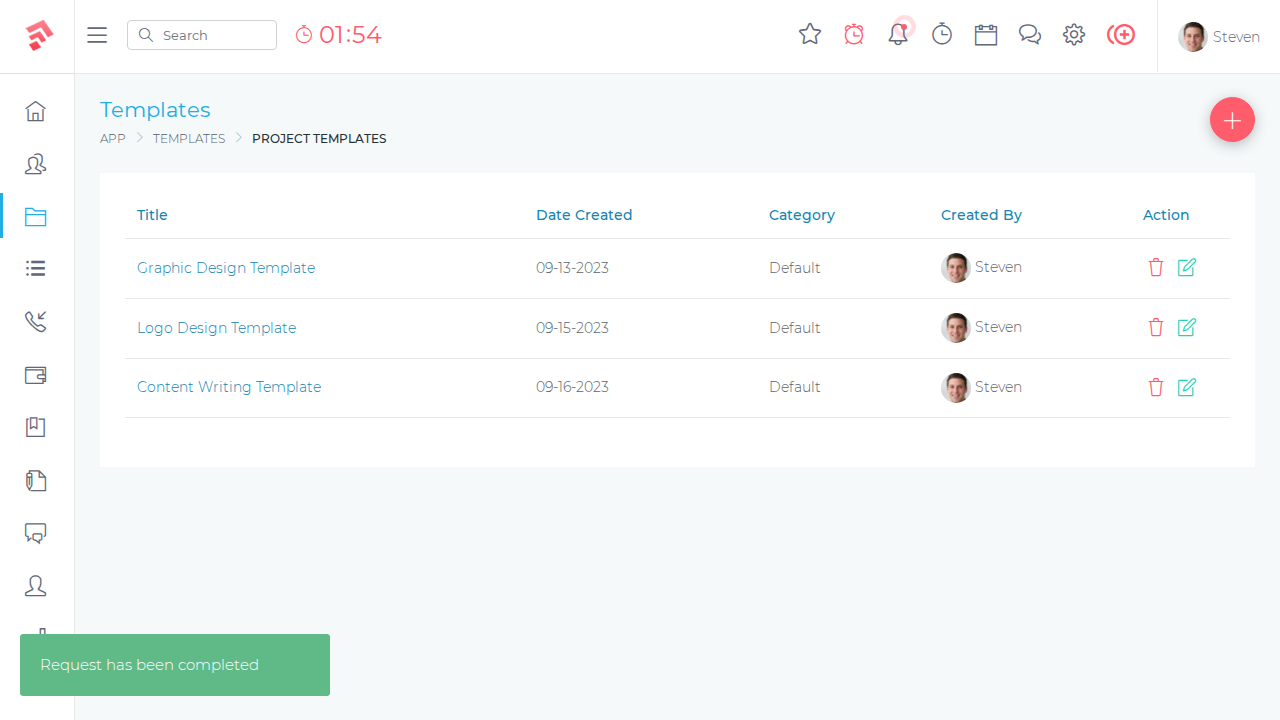 Search
01:54
Steven
Templates
APP TEMPLATES PROJECT TEMPLATES
Title Date Created Category Created By Action
Graphic Design Template 09-13-2023 Default Steven
Logo Design Template 09-15-2023 Default Steven
Content Writing Template 09-16-2023 Default Steven
Request has been completed